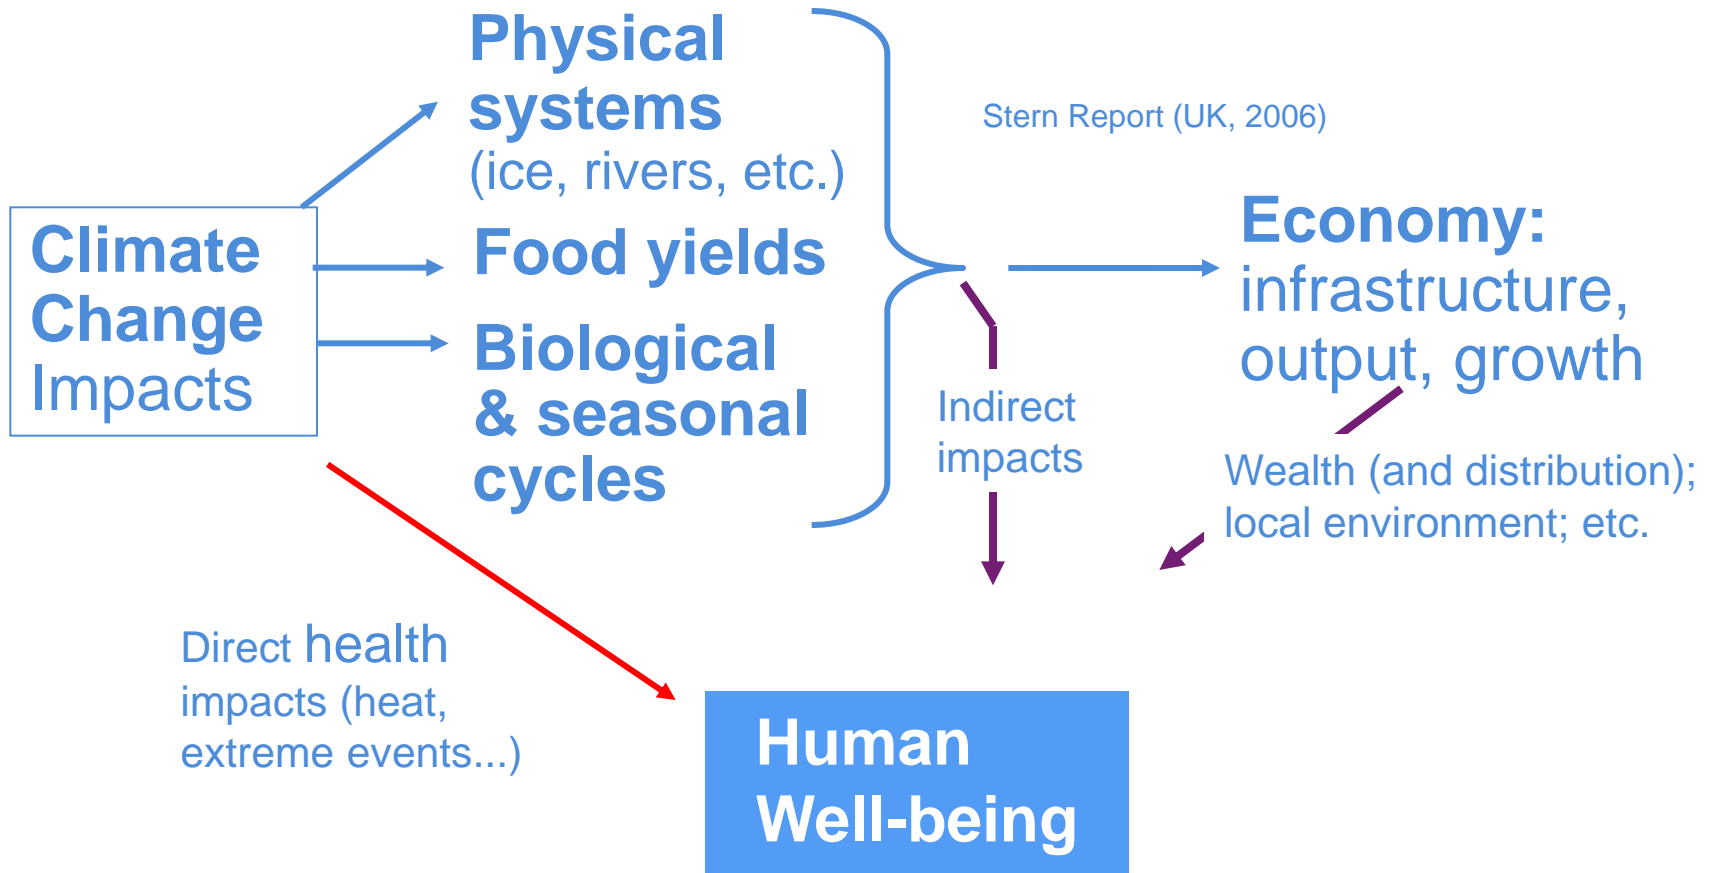 Physical
systems
(ice, rivers, etc.)
Stern Report (UK, 2006)
Climate
Change
Impacts
Food yields
Biological
& seasonal
cycles
Economy:
infrastructure,
output, growth
Indirect
impacts
Wealth (and distribution);
local environment; etc.
Direct health
impacts (heat,
extreme events...)
Human
Well-being